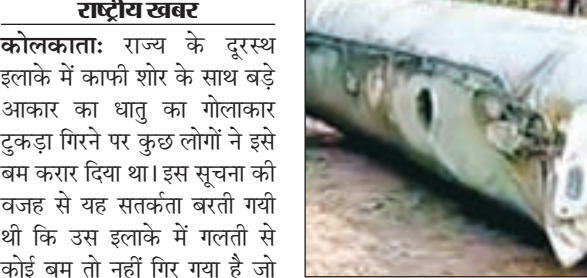 राष्ट्रीय खबर
कोलकाताः राज्य के दूरस्थ
इलाके में काफी शोर के साथ बड़े
आकार का धातु का गोलाकार
टुकड़ा गिरने पर कुछ लोगों ने इसे
बम करार दिया था। इस सूचना की
वजह से यह सतर्कता बरती गयी
थी कि उस इलाके में गलती से
कोई बम तो नहीं गिर गया है जो